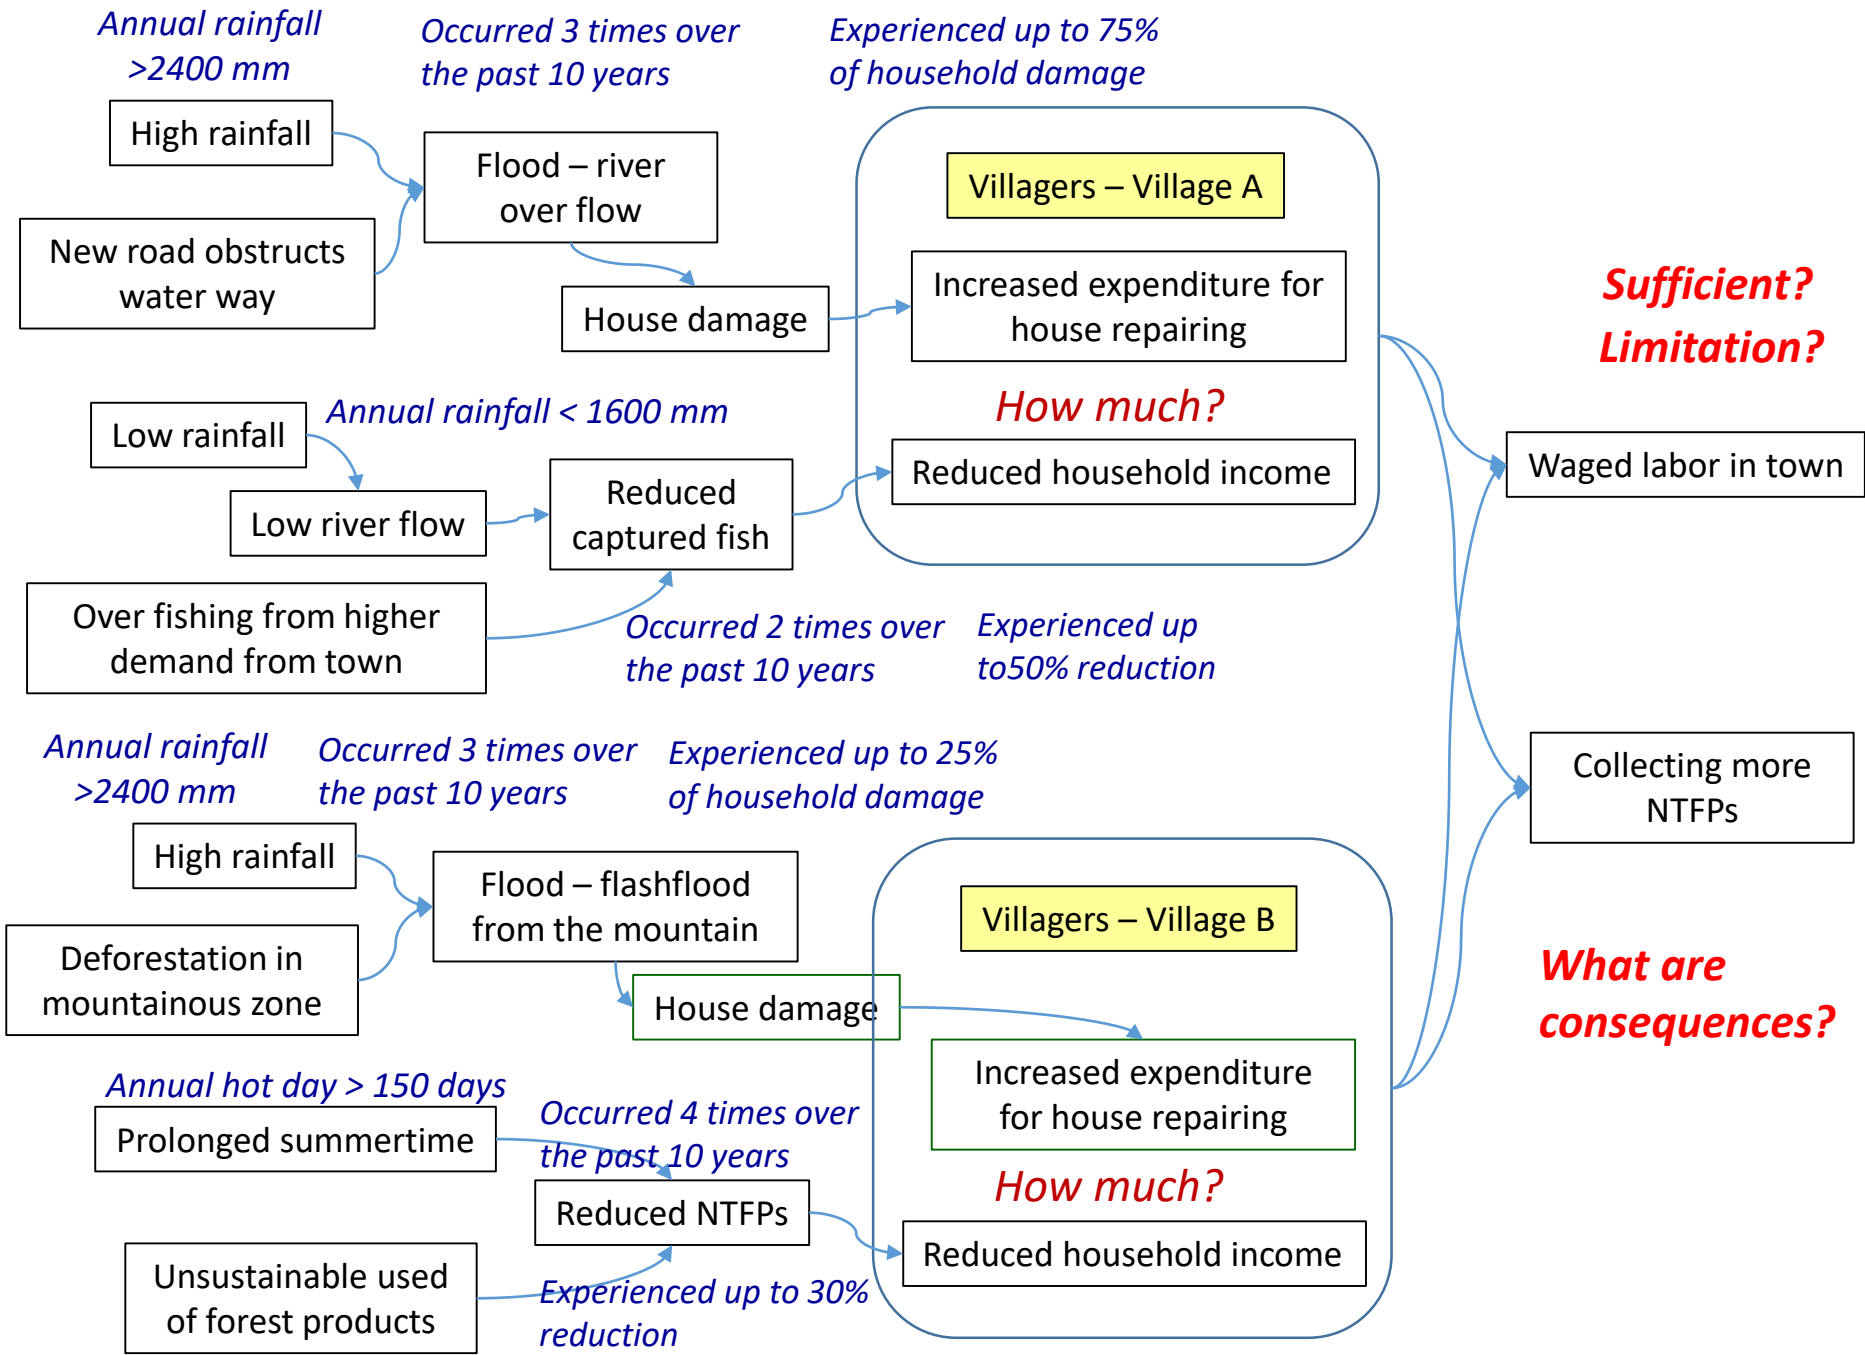 Annual rainfall
>2400 mm
Occurred 3 times over
the past 10 years
Experienced up to 75%
of household damage
High rainfall
Flood – river
over flow
New road obstructs
water way
House damage
Villagers – Village A
Increased expenditure for
house repairing
How much?
Reduced household income
Sufficient?
Limitation?
Low rainfall
Annual rainfall < 1600 mm
Low river flow
Reduced
captured fish
Over fishing from higher
demand from town
Occurred 2 times over
the past 10 years
Experienced up
to50% reduction
Waged labor in town
Collecting more
NTFPs
Annual rainfall
>2400 mm
Occurred 3 times over
the past 10 years
Experienced up to 25%
of household damage
High rainfall
Flood – flashflood
from the mountain
Deforestation in
mountainous zone
House damage
Villagers – Village B
Increased expenditure
for house repairing
How much?
Reduced household income
What are
consequences?
Annual hot day > 150 days
Prolonged summertime
Occurred 4 times over
the past 10 years
Reduced NTFPs
Unsustainable used
of forest products
Experienced up to 30%
reduction